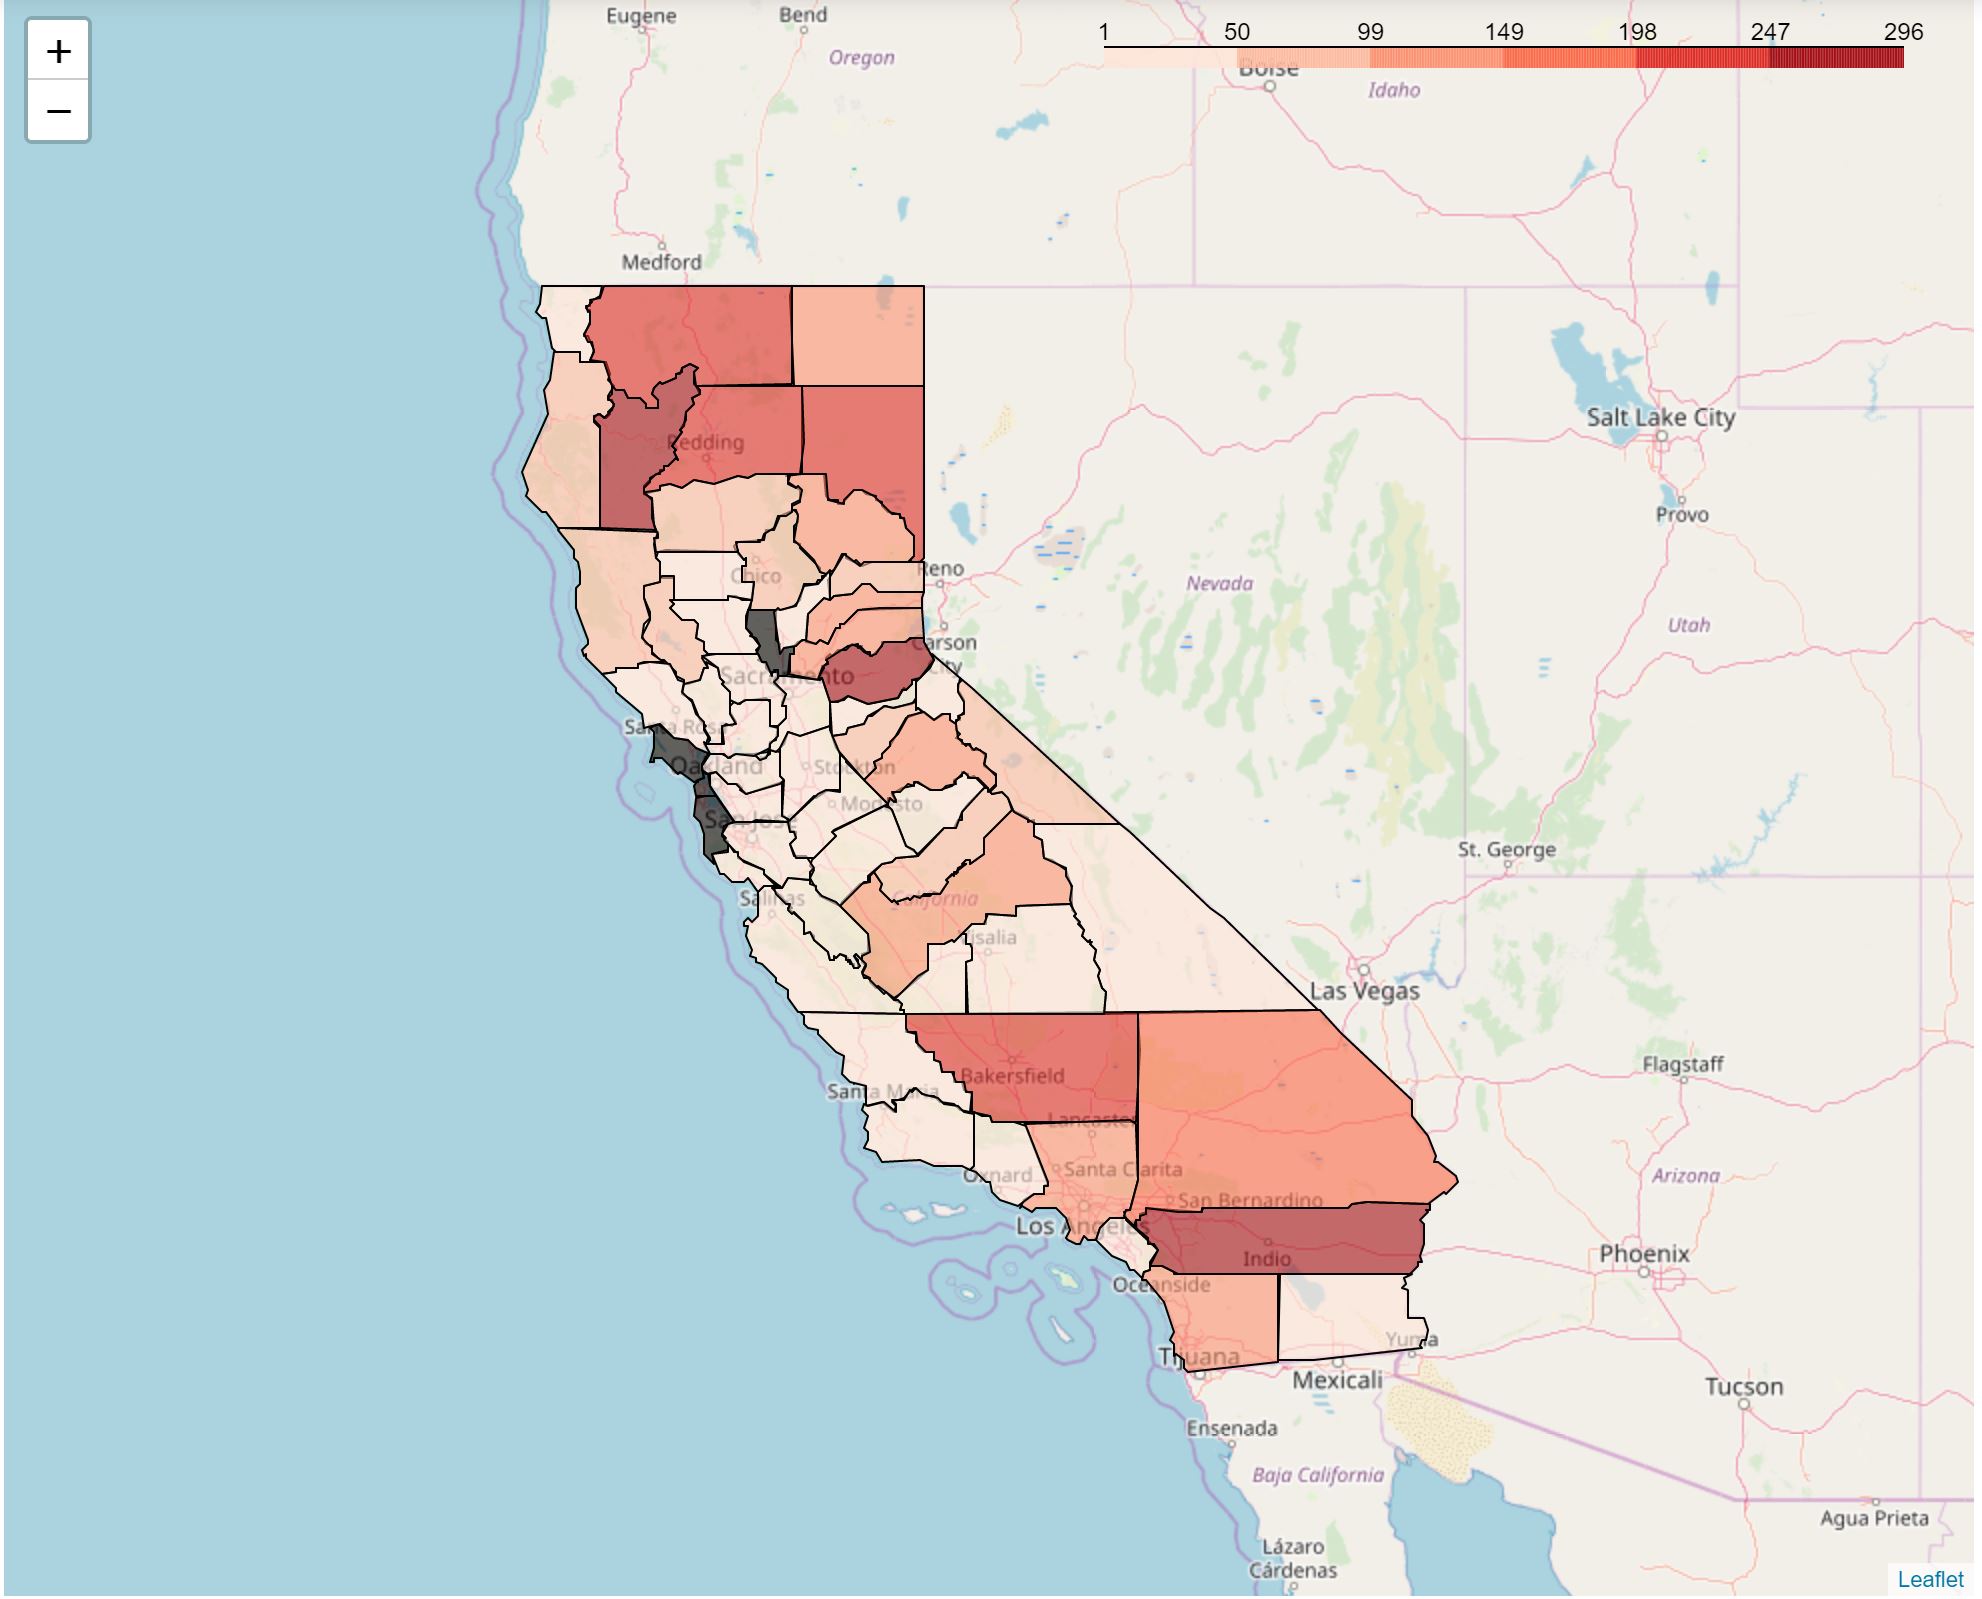 +
−
Eugene
Bend
Oregon
1 50 99 149 198 247 296
Boise
Idaho
Medford
Salt Lake City
Redding
Provo
Chico
Reno
Nevada
Utah
Carson
City
Sacramento
Santa Rosa
Oakland
Stockton
Modesto
San Jose
St. George
Salinas
California
Visalia
Las Vegas
Flagstaff
Bakersfield
Santa Maria
Lancaster
Santa Clarita
Oxnard
Arizona
San Bernardino
Los Angeles
Phoenix
Indio
Oceanside
Yuma
Tijuana
Mexicali
Tucson
Ensenada
Baja California
Agua Prieta
Lázaro
Cárdenas
Leaflet